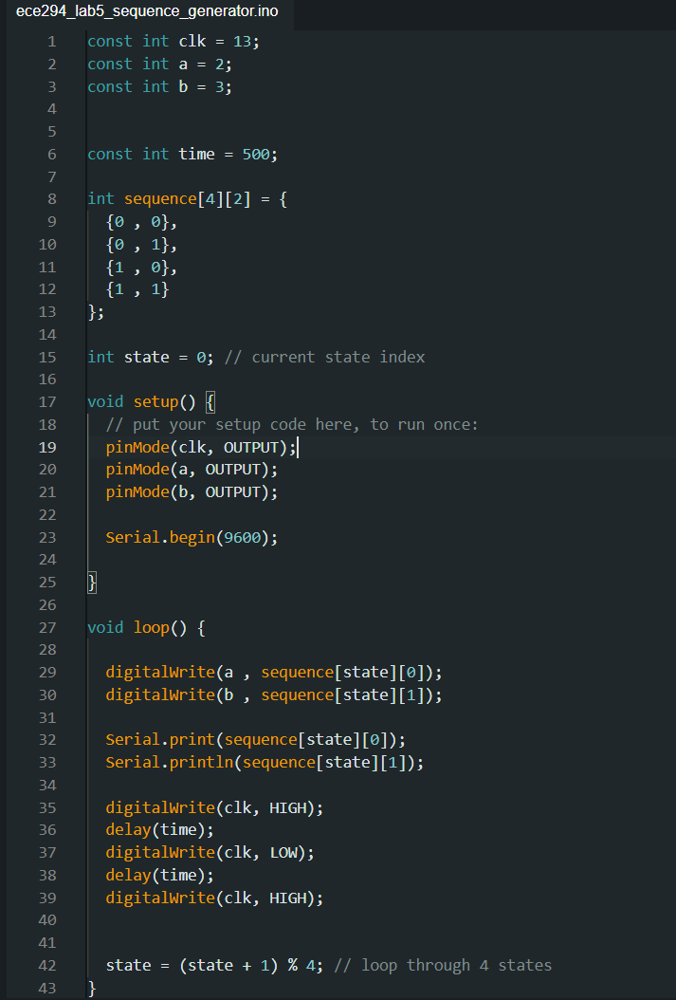 ece294_lab5_sequence_generator.ino
1 const int clk = 13;
2 const int a = 2;
3 const int b = 3;
4
5
6 const int time = 500;
7
8 int sequence[4][2] = {
9   {0 , 0},
10   {0 , 1},
11   {1 , 0},
12   {1 , 1}
13 };
14
15 int state = 0; // current state index
16
17 void setup() {
18   // put your setup code here, to run once:
19   pinMode(clk, OUTPUT);
20   pinMode(a, OUTPUT);
21   pinMode(b, OUTPUT);
22
23   Serial.begin(9600);
24
25 }
26
27 void loop() {
28
29   digitalWrite(a , sequence[state][0]);
30   digitalWrite(b , sequence[state][1]);
31
32   Serial.print(sequence[state][0]);
33   Serial.println(sequence[state][1]);
34
35   digitalWrite(clk, HIGH);
36   delay(time);
37   digitalWrite(clk, LOW);
38   delay(time);
39   digitalWrite(clk, HIGH);
40
41
42   state = (state + 1) % 4; // loop through 4 states
43 }